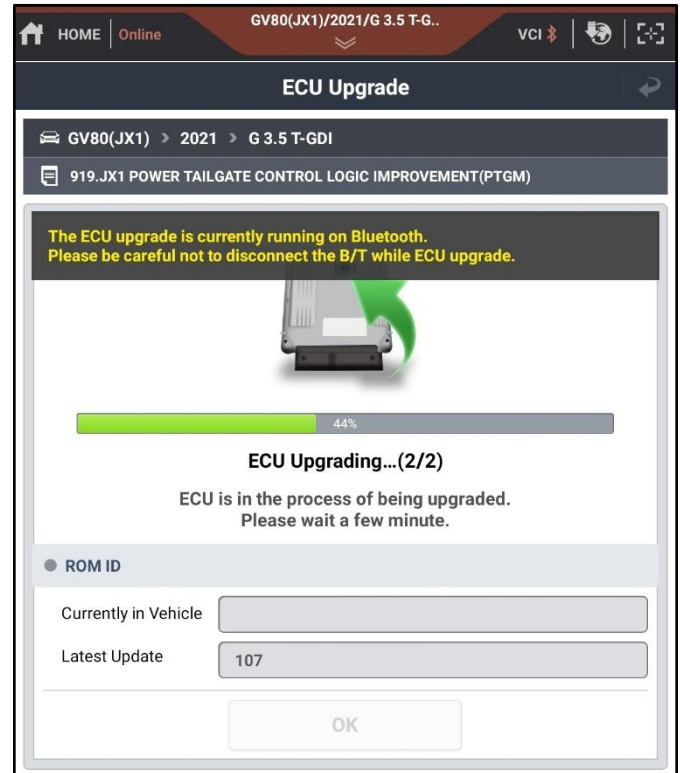 GV80(JX1)/2021/G 3.5 T-G..
HOME Online
VCI
ECU Upgrade
GV80(JX1) > 2021 > G 3.5 T-GDI
919.JX1 POWER TAILGATE CONTROL LOGIC IMPROVEMENT(PTGM)
The ECU upgrade is currently running on Bluetooth.
Please be careful not to disconnect the B/T while ECU upgrade.
44%
ECU Upgrading...(2/2)
ECU is in the process of being upgraded.
Please wait a few minute.
ROM ID
Currently in Vehicle
Latest Update 107
OK